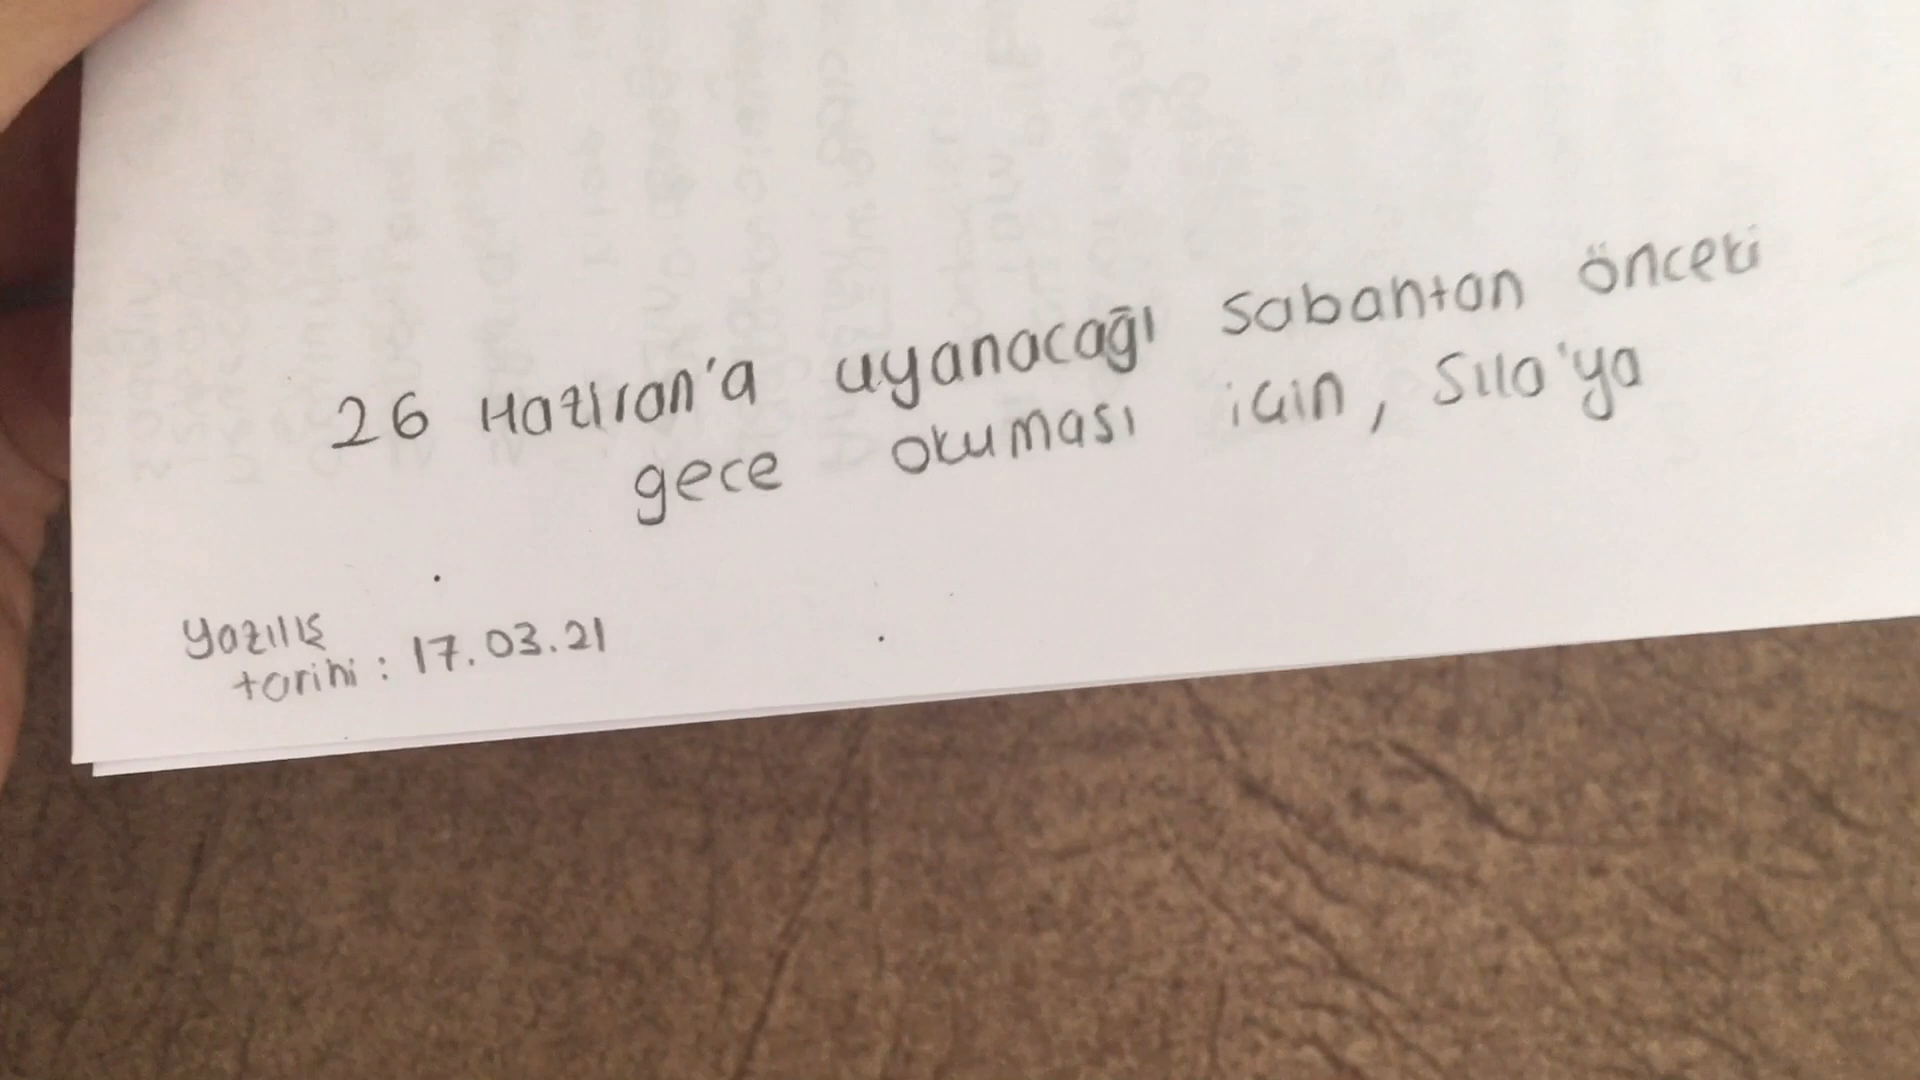 26 Haziran'a uyanacağı sabahtan önceki
gece okuması için, Sıla'ya
Yazılış
tarihi: 17.03.21